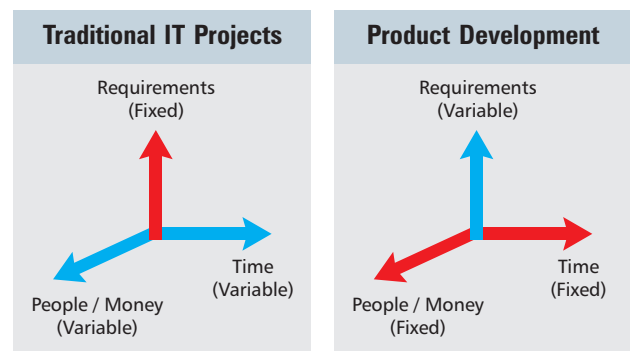 Traditional IT Projects
Requirements
(Fixed)
Time
(Variable)
People / Money
(Variable)
Product Development
Requirements
(Variable)
Time
(Fixed)
People / Money
(Fixed)